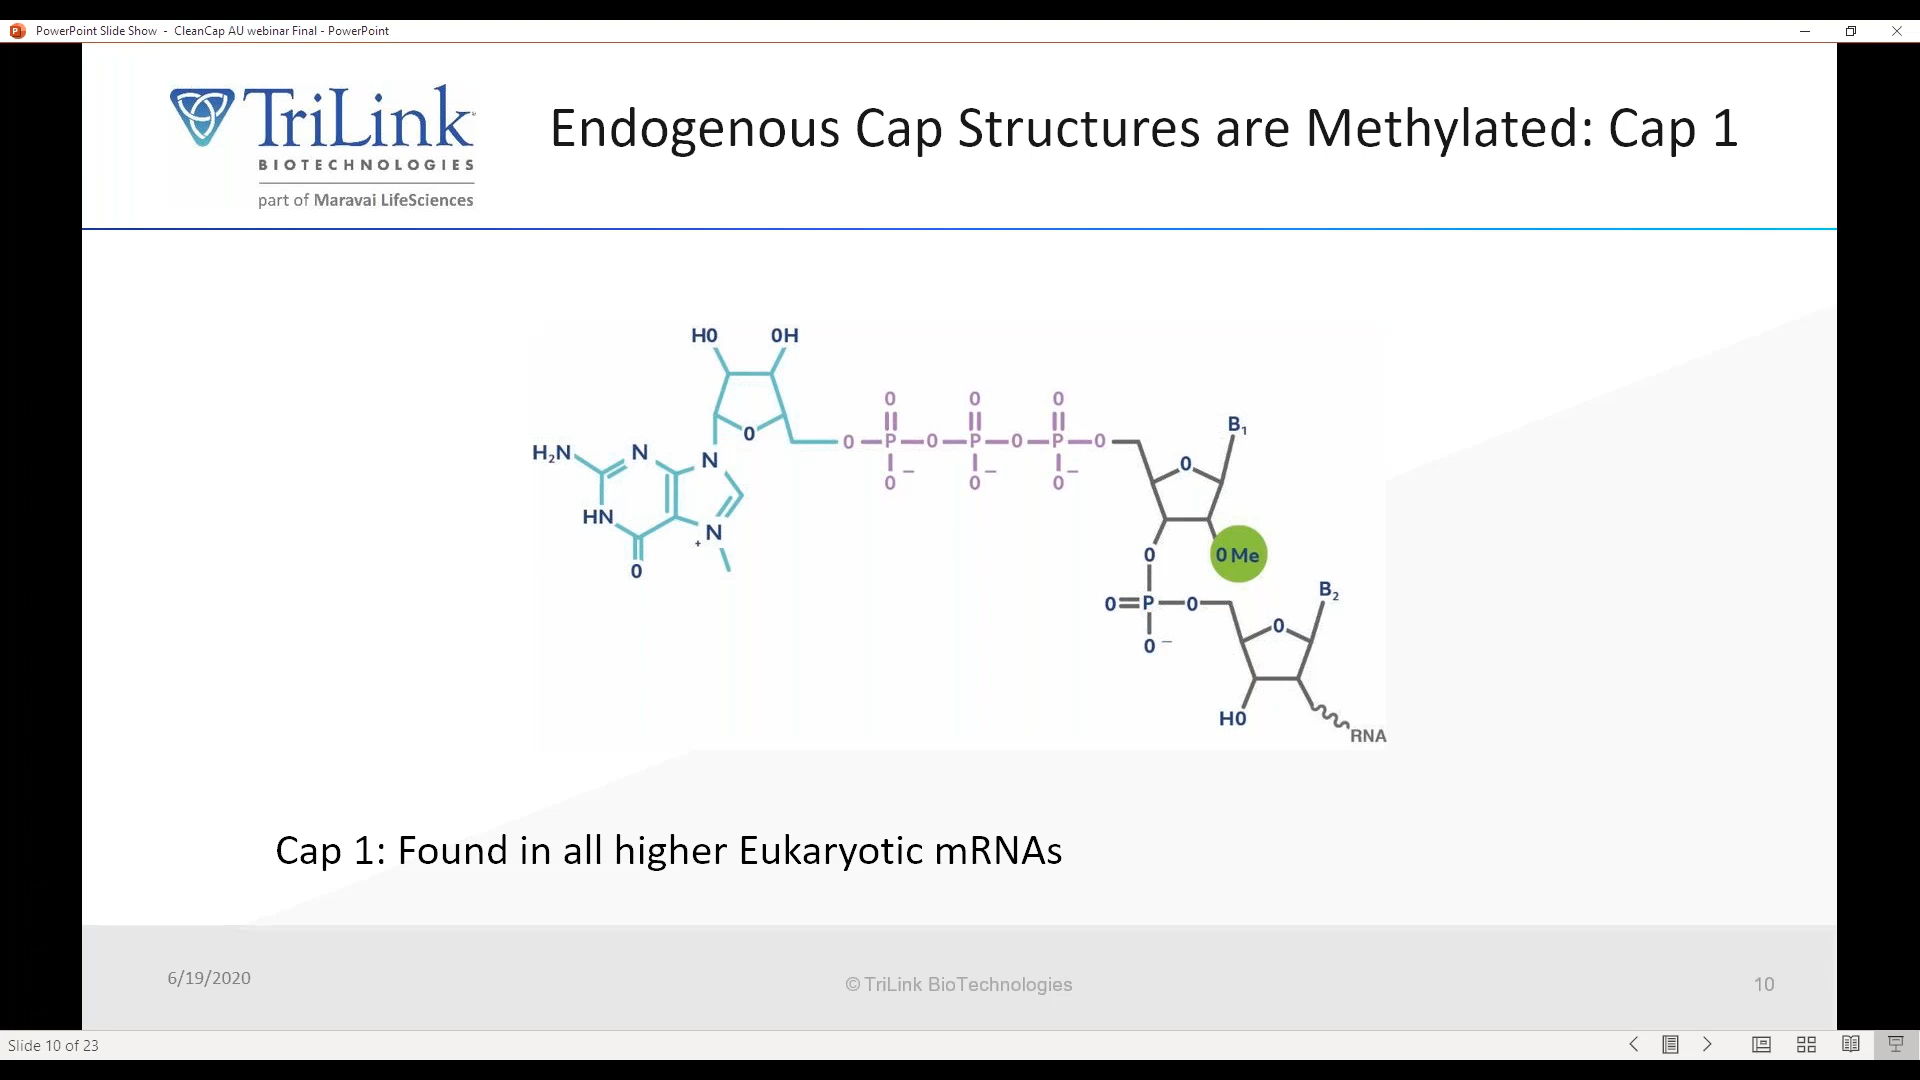 PowerPoint Slide Show - CleanCap AU webinar Final - PowerPoint
TriLink
BIOTECHNOLOGIES
part of Maravai LifeSciences
Endogenous Cap Structures are Methylated: Cap 1
HO OH
O O O
B₁
H₂N N N O O P O P O P O O
HN N
+
O O O
O
O O Me
B₂
O P O O
O
HO
RNA
Cap 1: Found in all higher Eukaryotic mRNAs
6/19/2020
© TriLink BioTechnologies
10
Slide 10 of 23